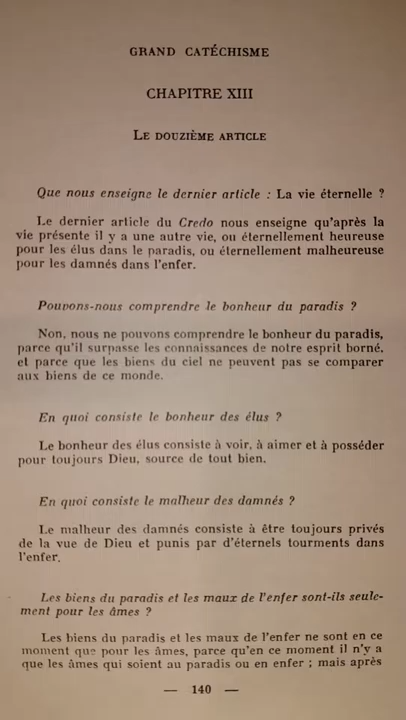 GRAND CATÉCHISME
CHAPITRE XIII
LE DOUZIÈME ARTICLE
Que nous enseigne le dernier article : La vie éternelle ?
Le dernier article du Credo nous enseigne qu'après la
vie présente il y a une autre vie, ou éternellement heureuse
pour les élus dans le paradis, ou éternellement malheureuse
pour les damnés dans l'enfer.
Pouvons-nous comprendre le bonheur du paradis ?
Non, nous ne pouvons comprendre le bonheur du paradis,
parce qu'il surpasse les connaissances de notre esprit borné,
et parce que les biens du ciel ne peuvent pas se comparer
aux biens de ce monde.
En quoi consiste le bonheur des élus ?
Le bonheur des élus consiste à voir, à aimer et à posséder
pour toujours Dieu, source de tout bien.
En quoi consiste le malheur des damnés ?
Le malheur des damnés consiste à être toujours privés
de la vue de Dieu et punis par d'éternels tourments dans
l'enfer.
Les biens du paradis et les maux de l'enfer sont-ils seule-
ment pour les âmes ?
Les biens du paradis et les maux de l'enfer ne sont en ce
moment que pour les âmes, parce qu'en ce moment il n'y a
que les âmes qui soient au paradis ou en enfer ; mais après
— 140 —